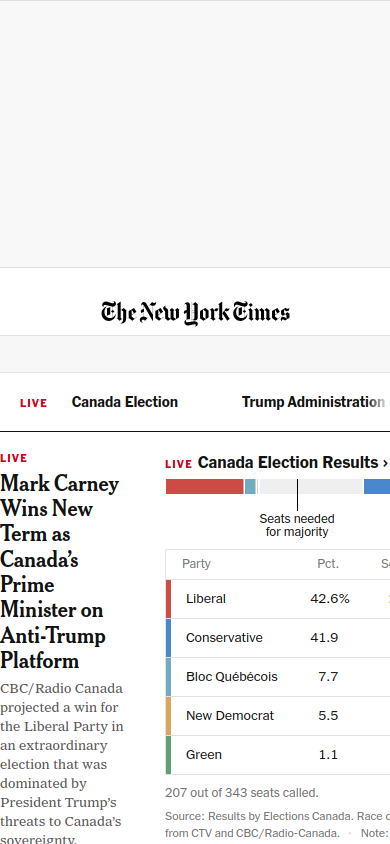 The New York Times
LIVE Canada Election Trump Administration
LIVE
Mark Carney
Wins New
Term as
Canada's
Prime
Minister on
Anti-Trump
Platform
CBC/Radio Canada
projected a win for
the Liberal Party in
an extraordinary
election that was
dominated by
President Trump's
threats to Canada's
sovereignty.
LIVE Canada Election Results ›
Seats needed
for majority
Party Pct.
Liberal 42.6%
Conservative 41.9
Bloc Québécois 7.7
New Democrat 5.5
Green 1.1
207 out of 343 seats called.
Source: Results by Elections Canada. Race
from CTV and CBC/Radio-Canada. • Note: